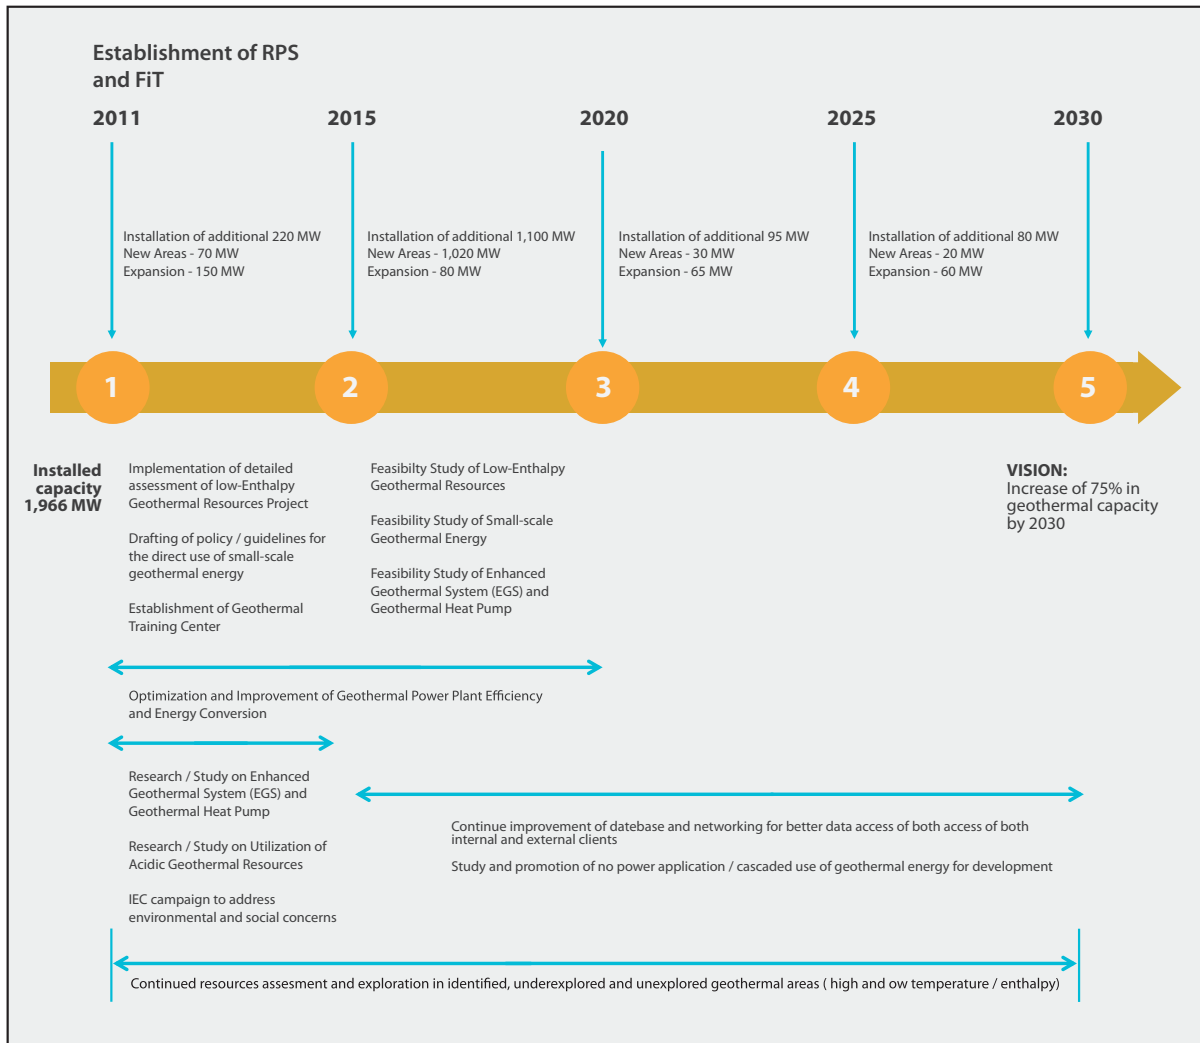 Establishment of RPS
and FiT
2011
2015
2020
2025
2030
Installation of additional 220 MW
New Areas - 70 MW
Expansion - 150 MW
Installation of additional 1,100 MW
New Areas - 1,020 MW
Expansion - 80 MW
Installation of additional 95 MW
New Areas - 30 MW
Expansion - 65 MW
Installation of additional 80 MW
New Areas - 20 MW
Expansion - 60 MW
1
2
3
4
5
Installed
capacity
1,966 MW
Implementation of detailed
assessment of low-Enthalpy
Geothermal Resources Project
Drafting of policy / guidelines for
the direct use of small-scale
geothermal energy
Establishment of Geothermal
Training Center
Feasibilty Study of Low-Enthalpy
Geothermal Resources
Feasibility Study of Small-scale
Geothermal Energy
Feasibility Study of Enhanced
Geothermal System (EGS) and
Geothermal Heat Pump
VISION:
Increase of 75% in
geothermal capacity
by 2030
Optimization and Improvement of Geothermal Power Plant Efficiency
and Energy Conversion
Research / Study on Enhanced
Geothermal System (EGS) and
Geothermal Heat Pump
Research / Study on Utilization of
Acidic Geothermal Resources
IEC campaign to address
environmental and social concerns
Continue improvement of datebase and networking for better data access of both access of both
internal and external clients
Study and promotion of no power application / cascaded use of geothermal energy for development
Continued resources assesment and exploration in identified, underexplored and unexplored geothermal areas ( high and ow temperature / enthalpy)